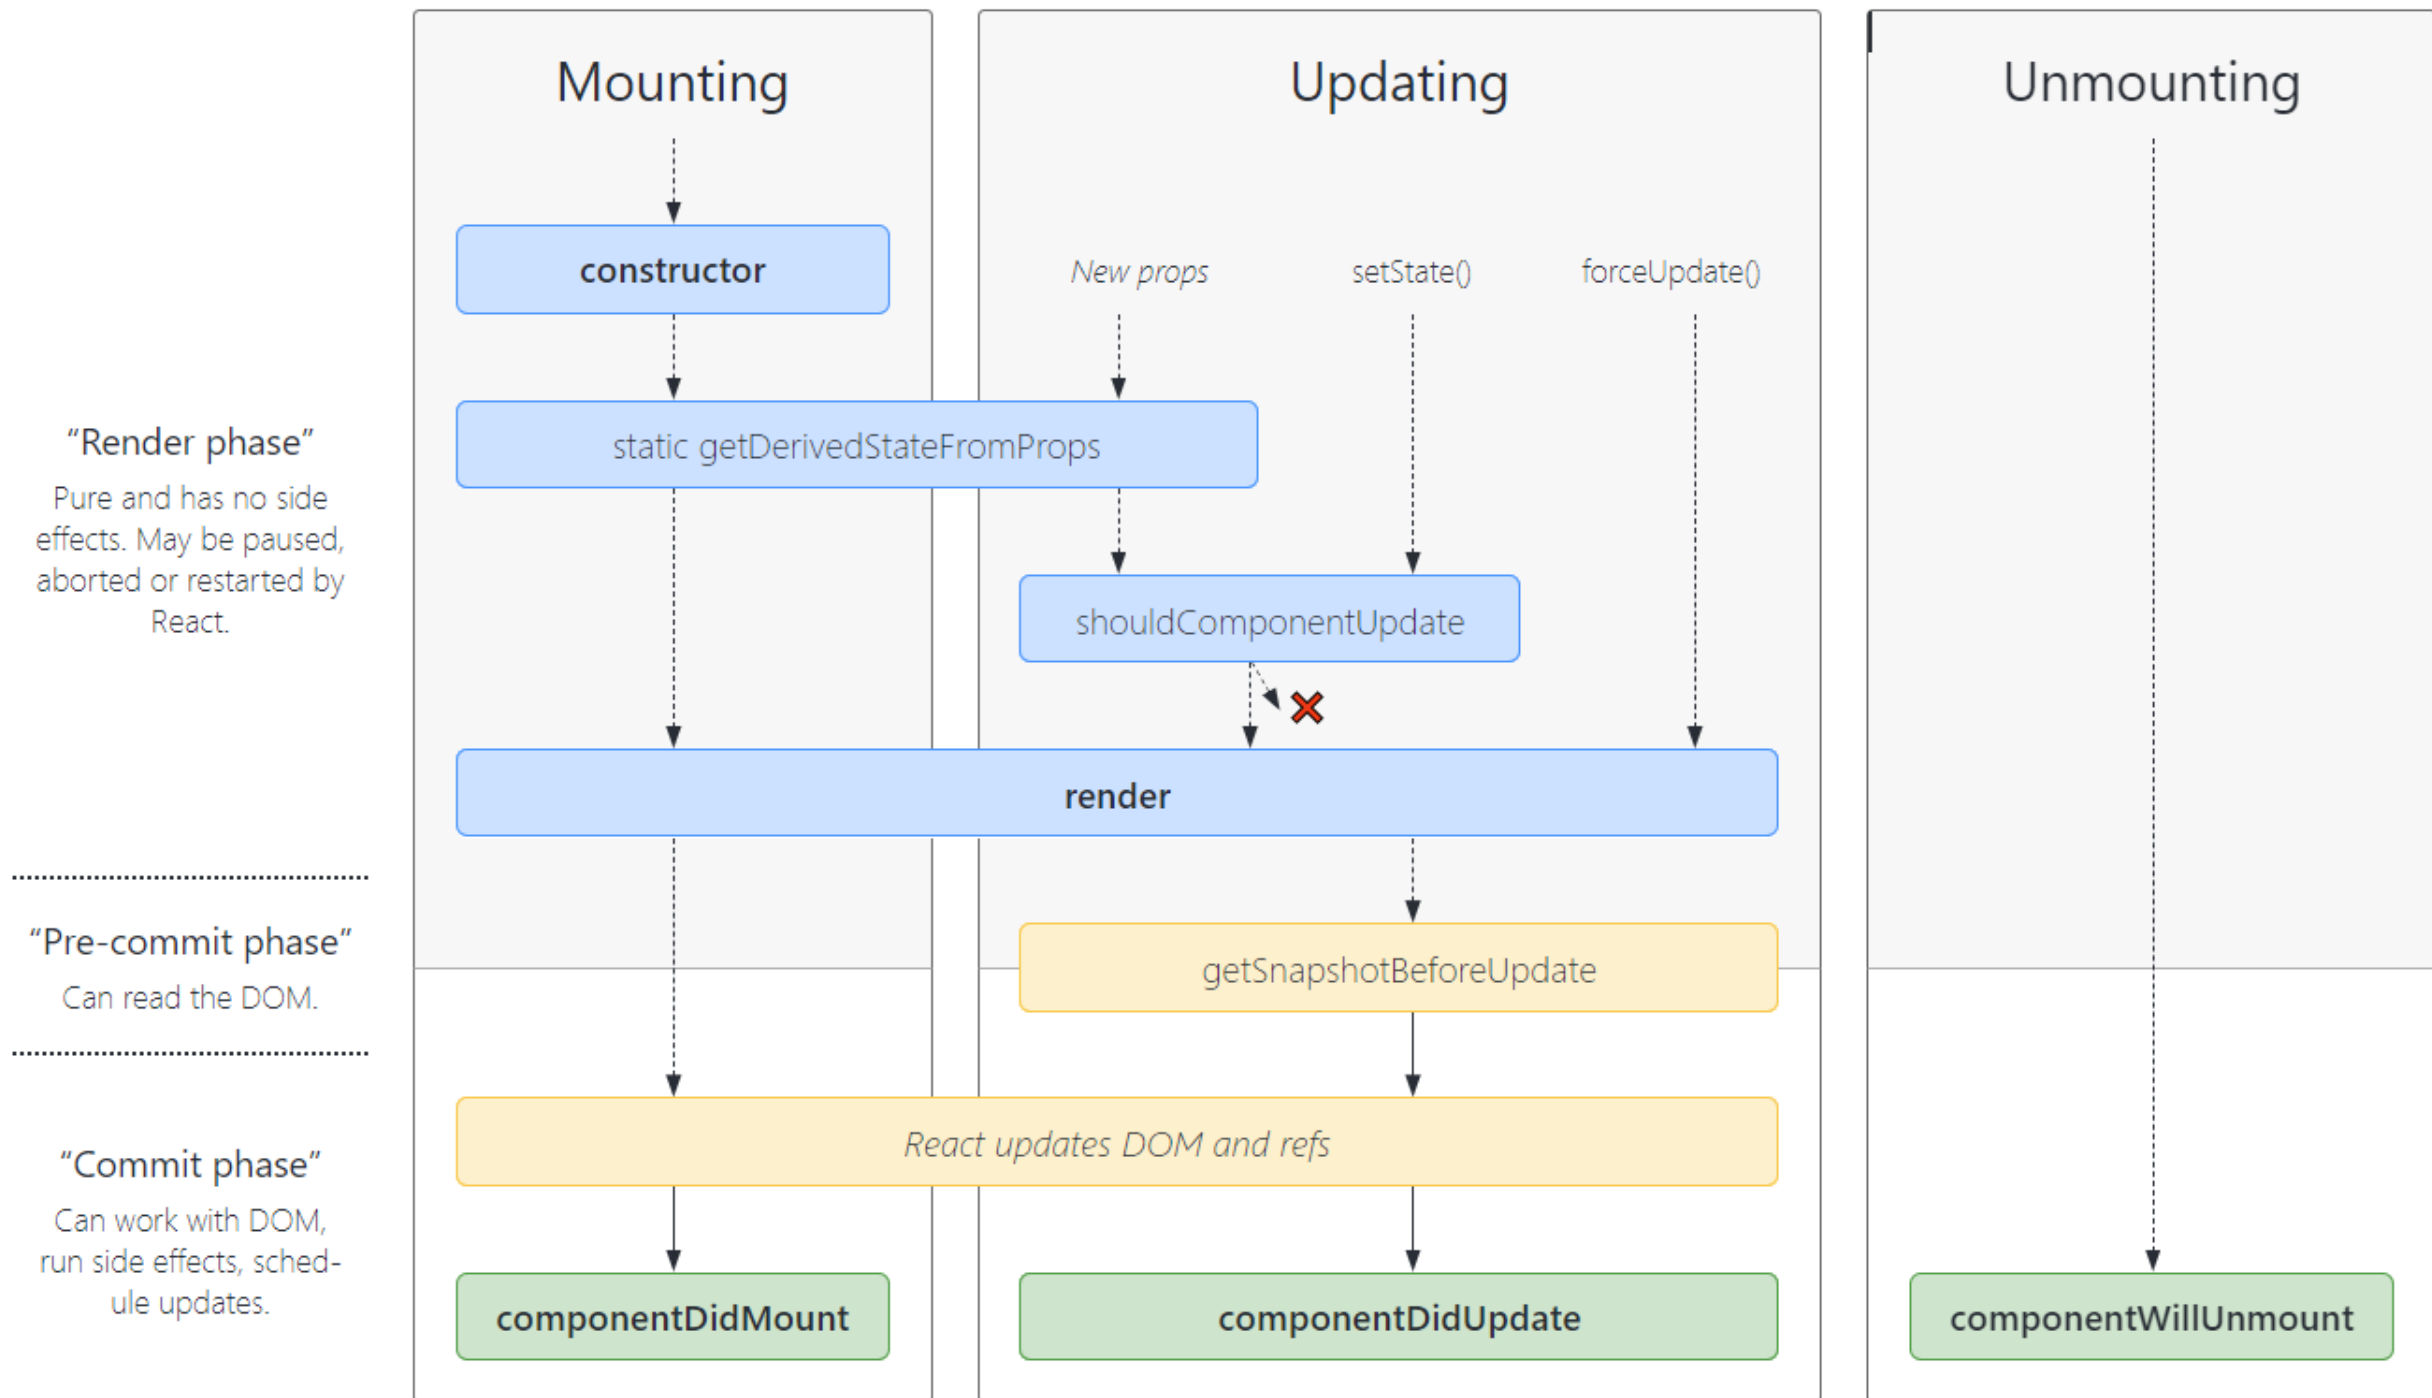 Mounting
Updating
Unmounting
constructor
New props
setState()
forceUpdate()
static getDerivedStateFromProps
“Render phase”
Pure and has no side
effects. May be paused,
aborted or restarted by
React.
shouldComponentUpdate
render
“Pre-commit phase”
Can read the DOM.
getSnapshotBeforeUpdate
React updates DOM and refs
“Commit phase”
Can work with DOM,
run side effects, sched-
ule updates.
componentDidMount
componentDidUpdate
componentWillUnmount